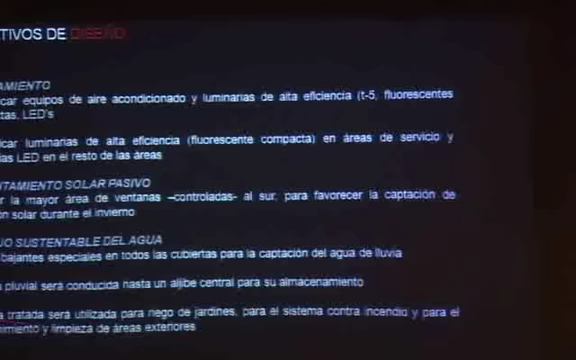 TIVOS DE DISEÑO
AMIENTO
car equipos de aire acondicionado y luminarias de alta eficiencia (t-5, fluorescentes
tas, LED's
icar luminarias de alta eficiencia (fluorescente compacta) en áreas de servicio y
ias LED en el resto de las áreas
NTAMIENTO SOLAR PASIVO
r la mayor área de ventanas –controladas- al sur, para favorecer la captación de
ón solar durante el invierno
JO SUSTENTABLE DEL AGUA
bajantes especiales en todos las cubiertas para la captación del agua de lluvia
a pluvial será conducida hasta un aljibe central para su almacenamiento
a tratada será utilizada para riego de jardines, para el sistema contra incendio y para el
nimiento y limpieza de áreas exteriores